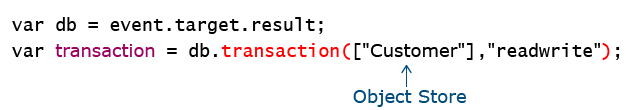 var db = event.target.result;
var transaction = db.transaction(["Customer"],"readwrite");
Object Store